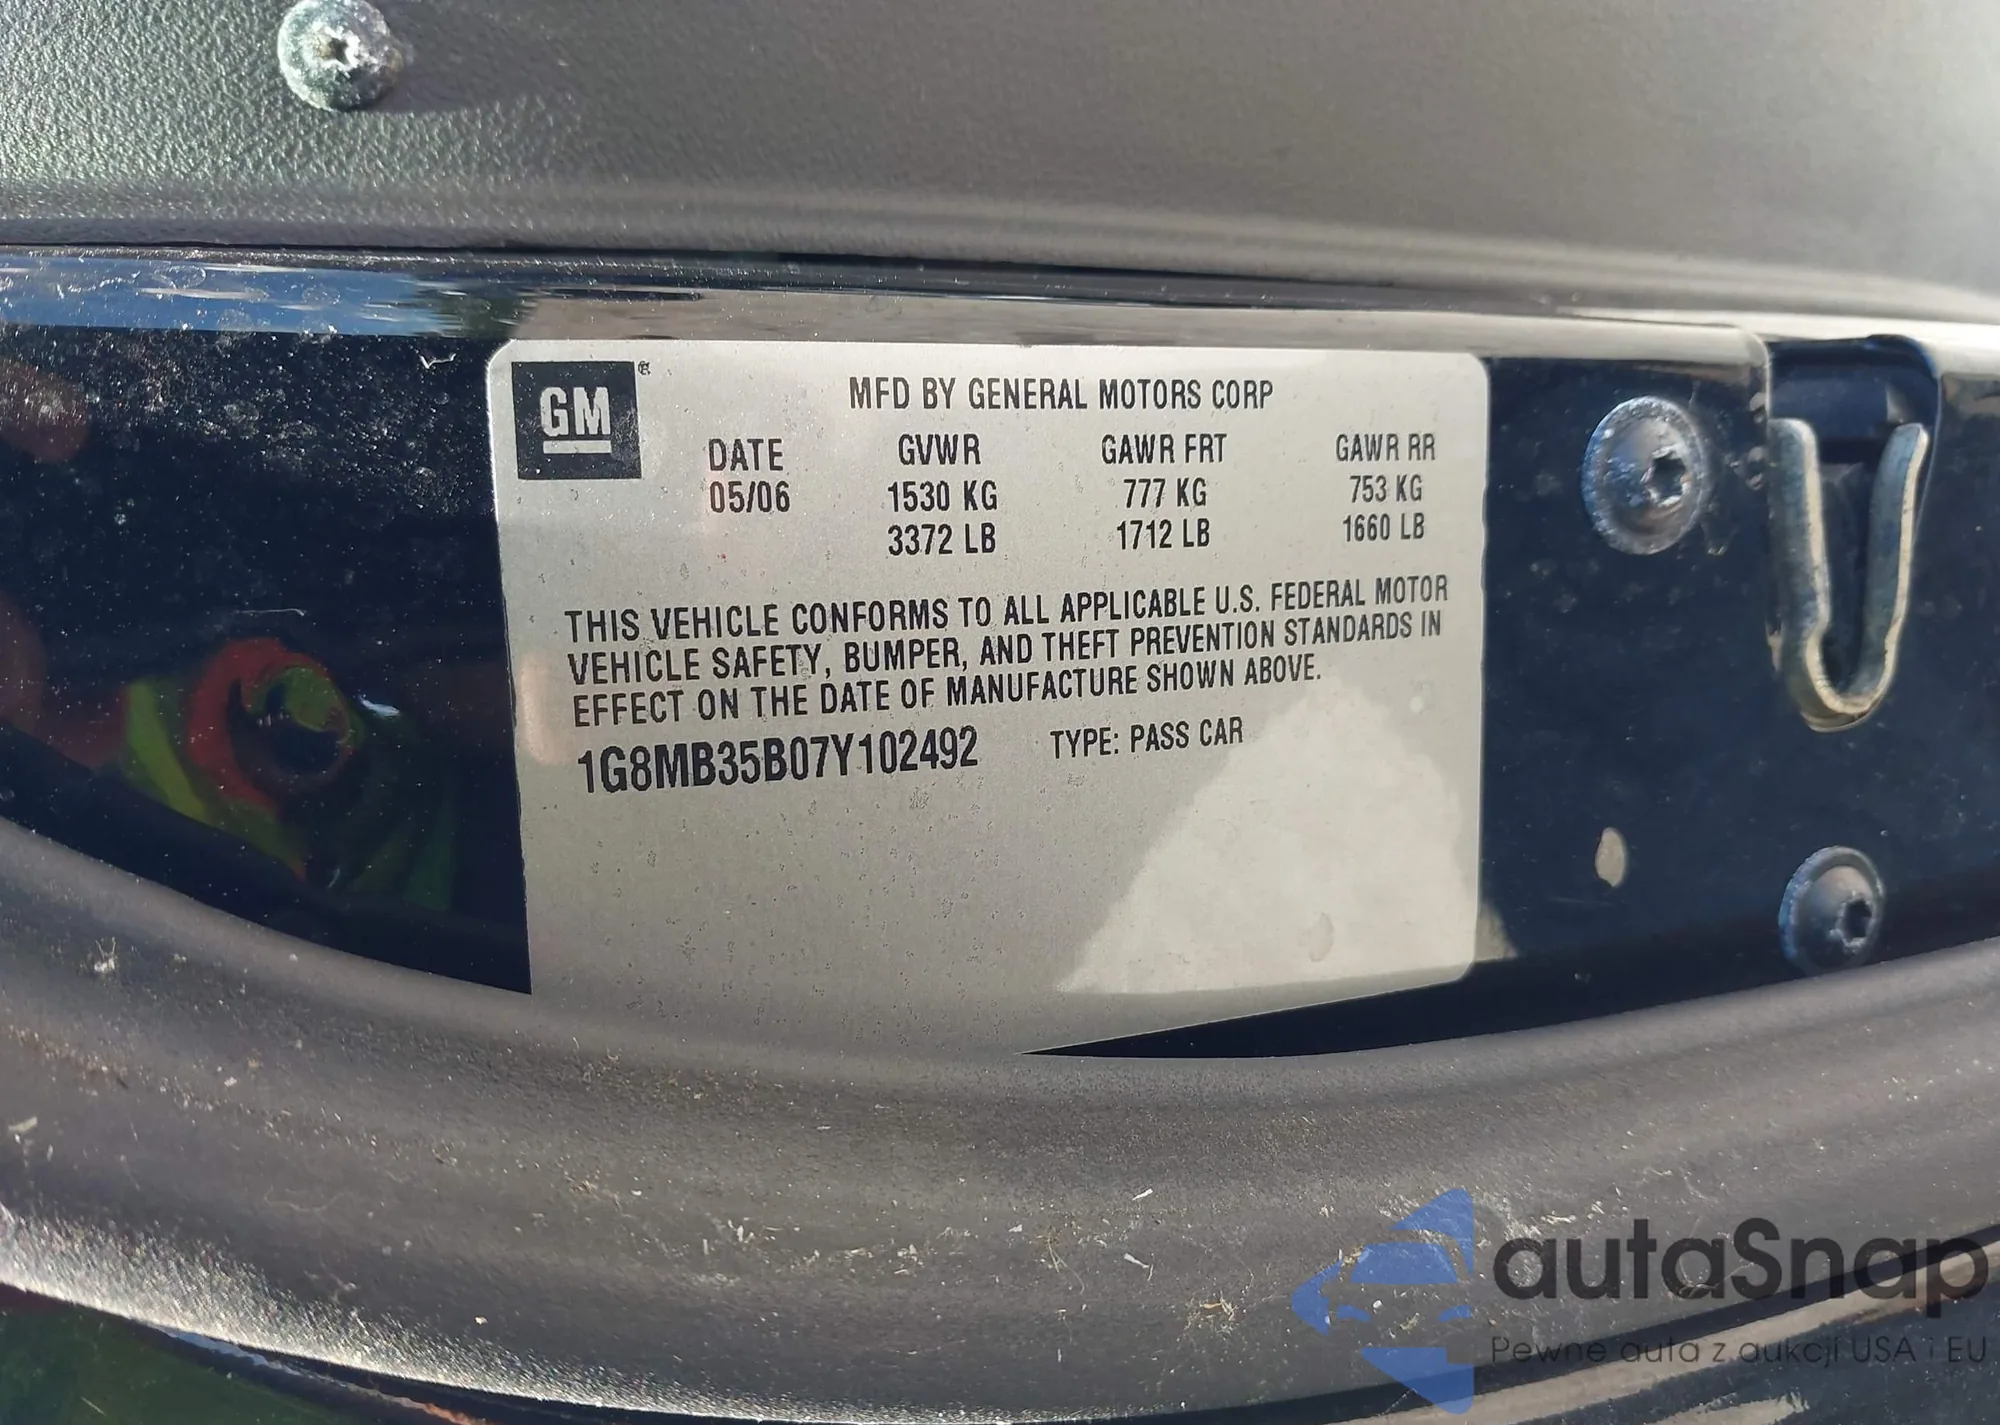 GM ®
MFD BY GENERAL MOTORS CORP
DATE GVWR GAWR FRT GAWR RR
05/06 1530 KG 777 KG 753 KG
3372 LB 1712 LB 1660 LB
THIS VEHICLE CONFORMS TO ALL APPLICABLE U.S. FEDERAL MOTOR
VEHICLE SAFETY, BUMPER, AND THEFT PREVENTION STANDARDS IN
EFFECT ON THE DATE OF MANUFACTURE SHOWN ABOVE.
1G8MB35B07Y102492 TYPE: PASS CAR
autaSnap
Pewne auta z aukcji USA i EU